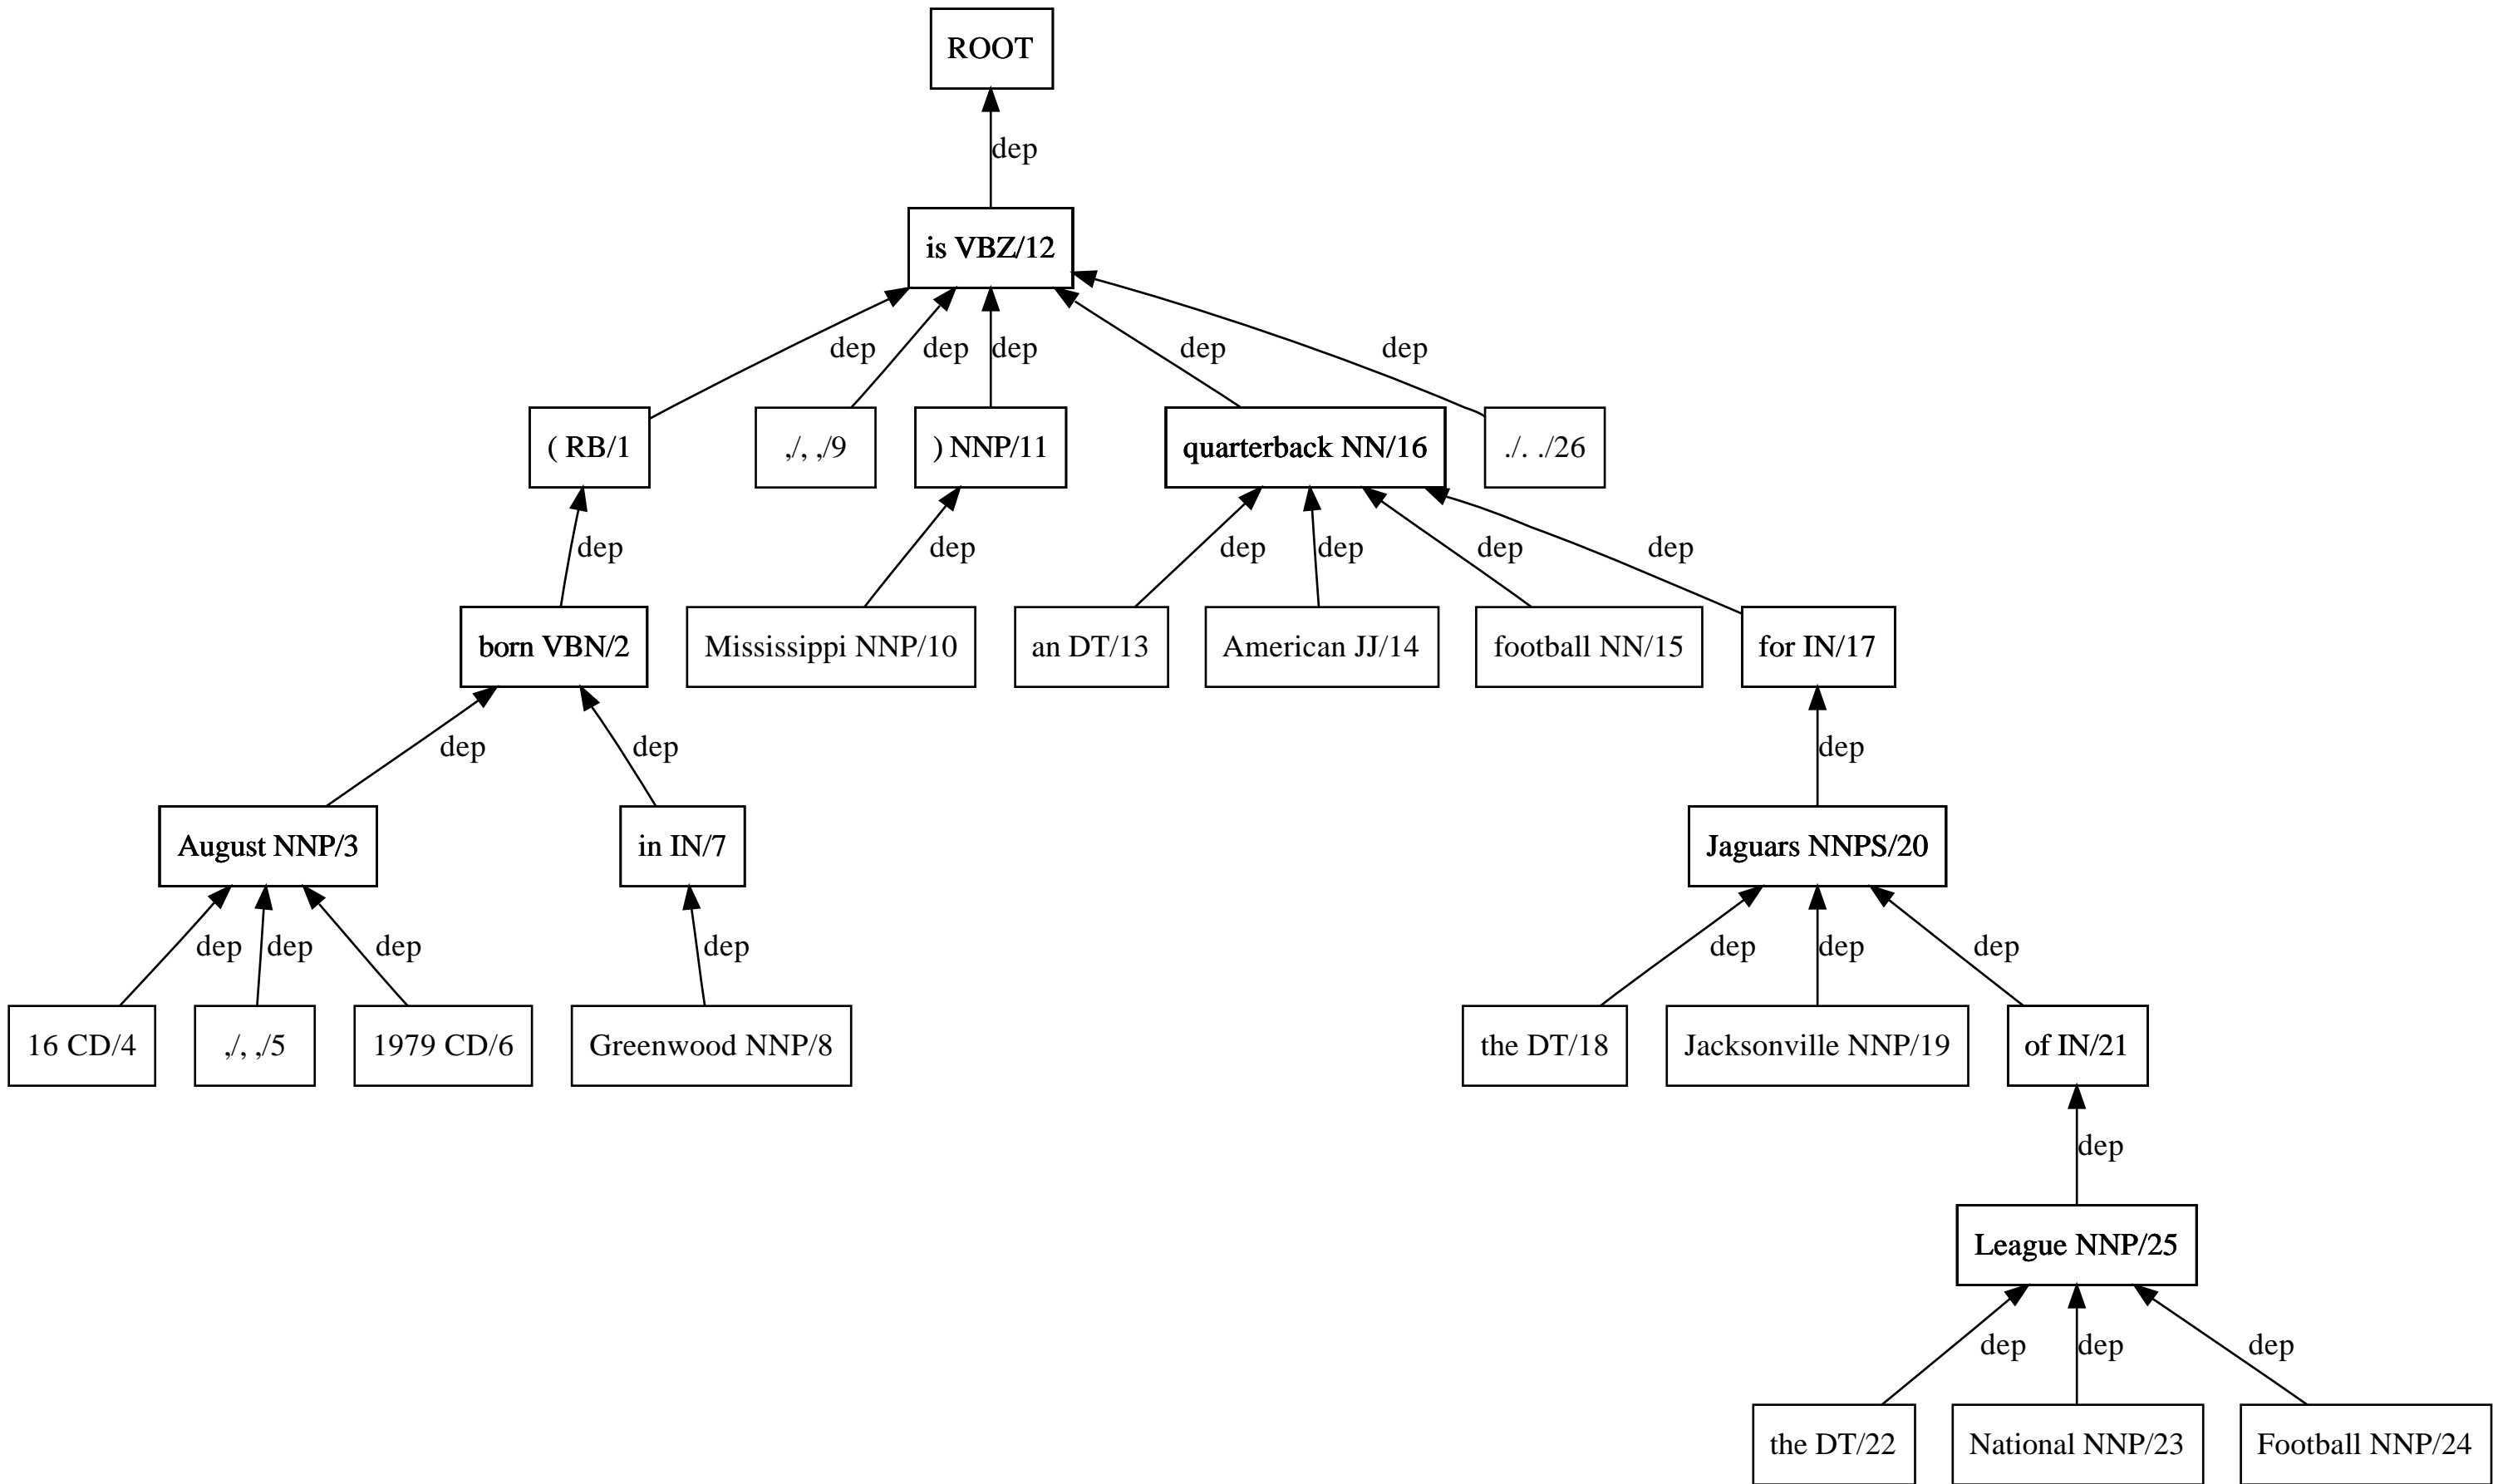 ROOT
dep
is VBZ/12
dep dep dep dep dep
( RB/1 ,/, ,/9 ) NNP/11 quarterback NN/16 ./. ./26
dep dep dep dep dep dep
born VBN/2 Mississippi NNP/10 an DT/13 American JJ/14 football NN/15 for IN/17
dep dep dep
August NNP/3 in IN/7 Jaguars NNPS/20
dep dep dep dep dep dep dep
16 CD/4 ,/, ,/5 1979 CD/6 Greenwood NNP/8 the DT/18 Jacksonville NNP/19 of IN/21
dep
League NNP/25
dep dep dep
the DT/22 National NNP/23 Football NNP/24